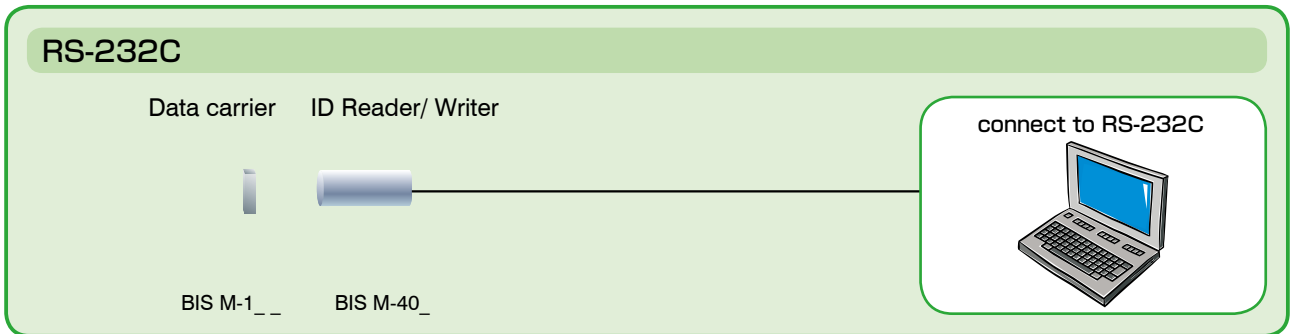 RS-232C
Data carrier ID Reader/ Writer
connect to RS-232C
BIS M-1_ _ BIS M-40_